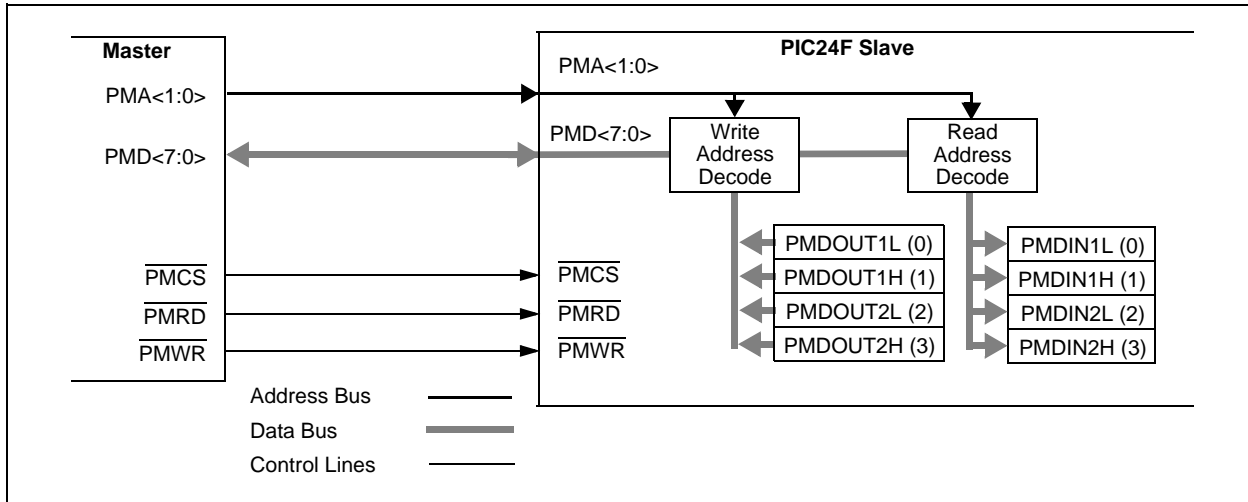 Master
PMA<1:0>
PMD<7:0>
PMCS
PMRD
PMWR
PIC24F Slave
PMA<1:0>
PMD<7:0>
Write
Address
Decode
Read
Address
Decode
PMDOUT1L (0)
PMDOUT1H (1)
PMDOUT2L (2)
PMDOUT2H (3)
PMDIN1L (0)
PMDIN1H (1)
PMDIN2L (2)
PMDIN2H (3)
PMCS
PMRD
PMWR
Address Bus
Data Bus
Control Lines